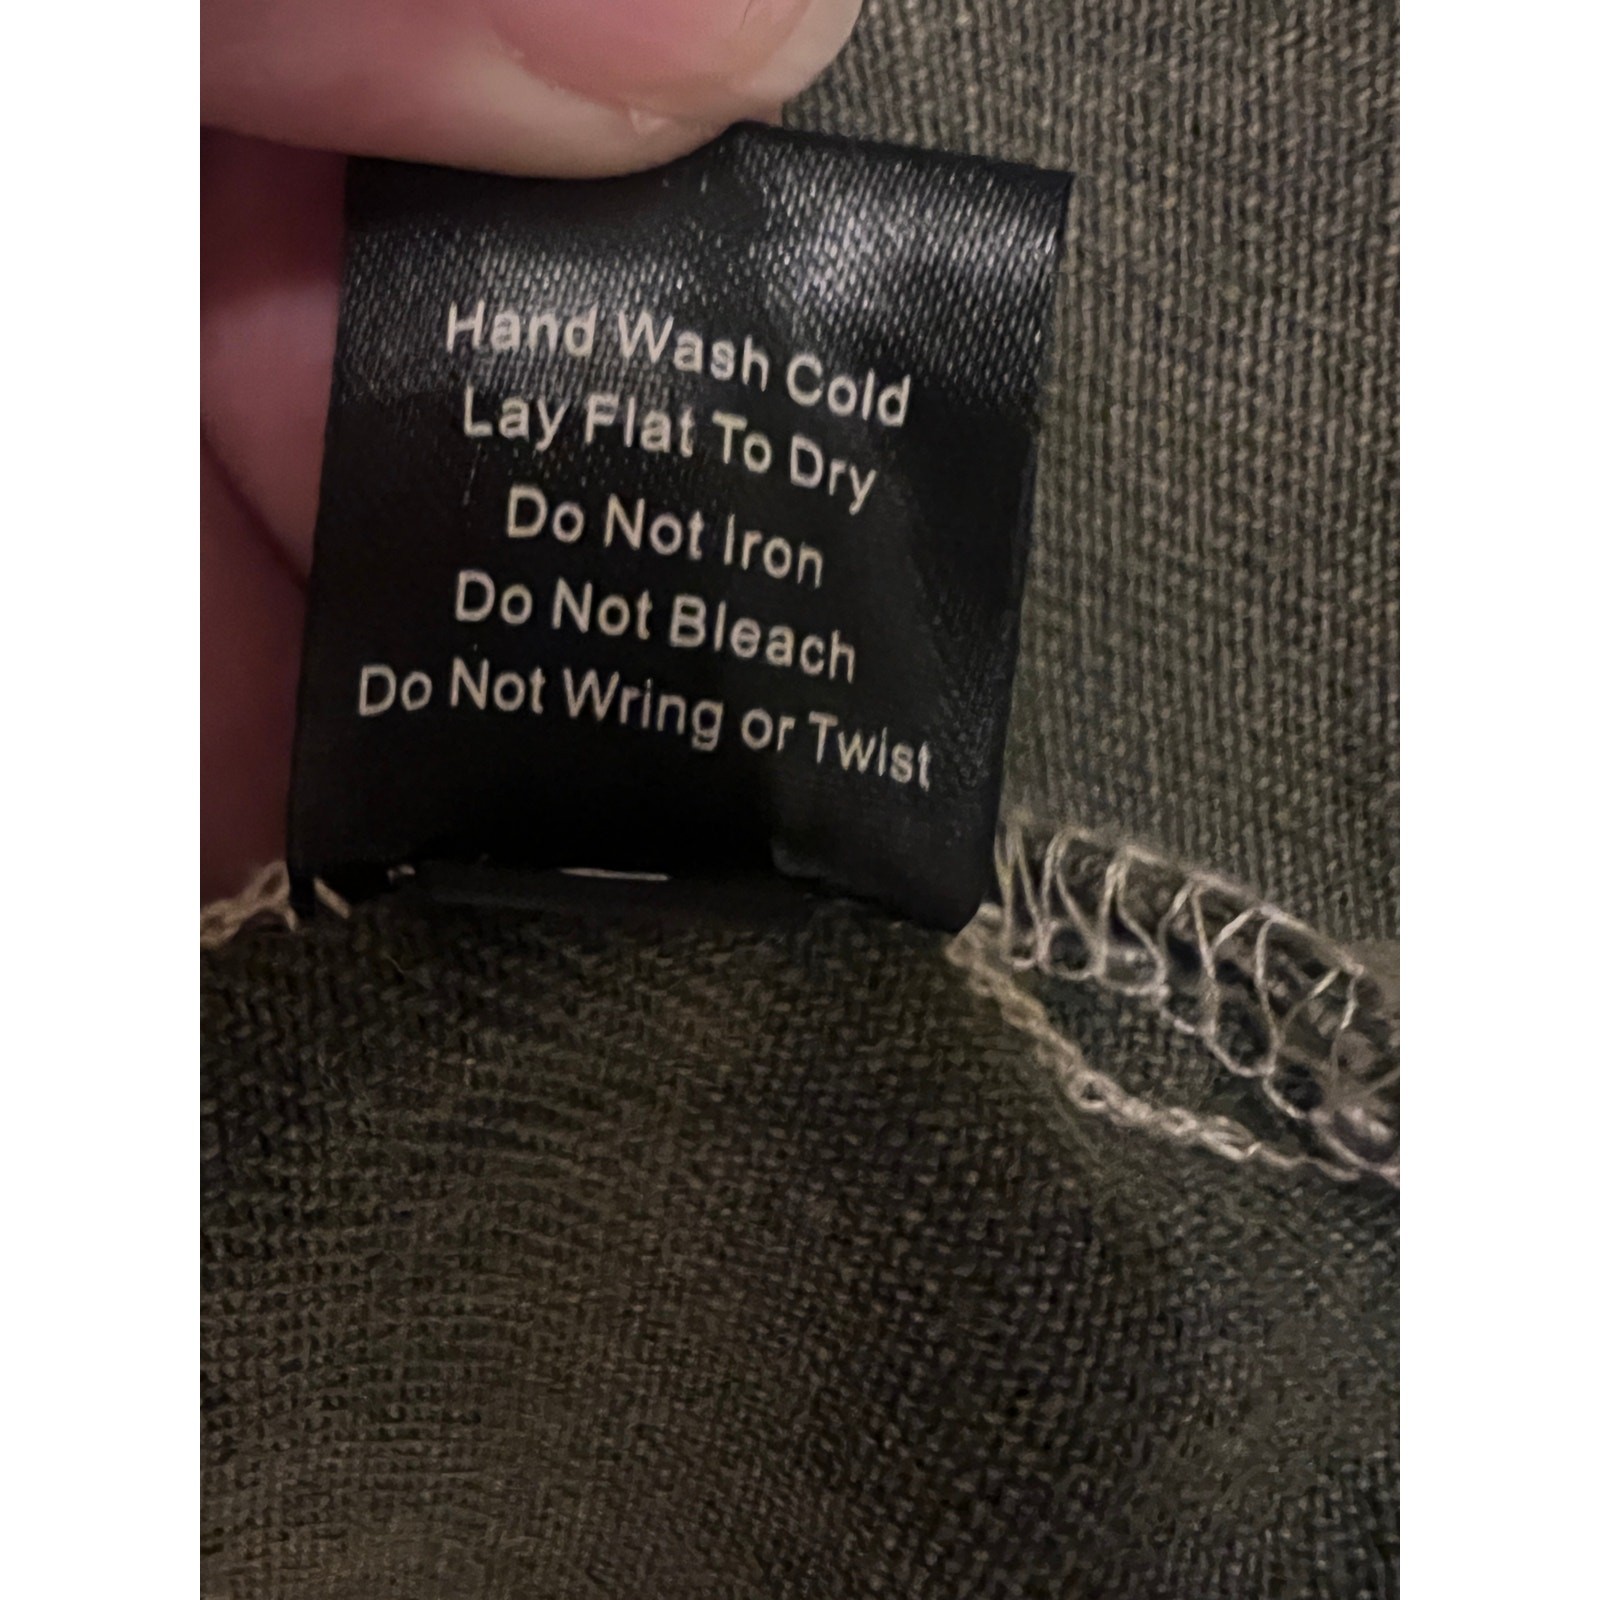 Hand Wash Cold
Lay Flat To Dry
Do Not Iron
Do Not Bleach
Do Not Wring or Twist